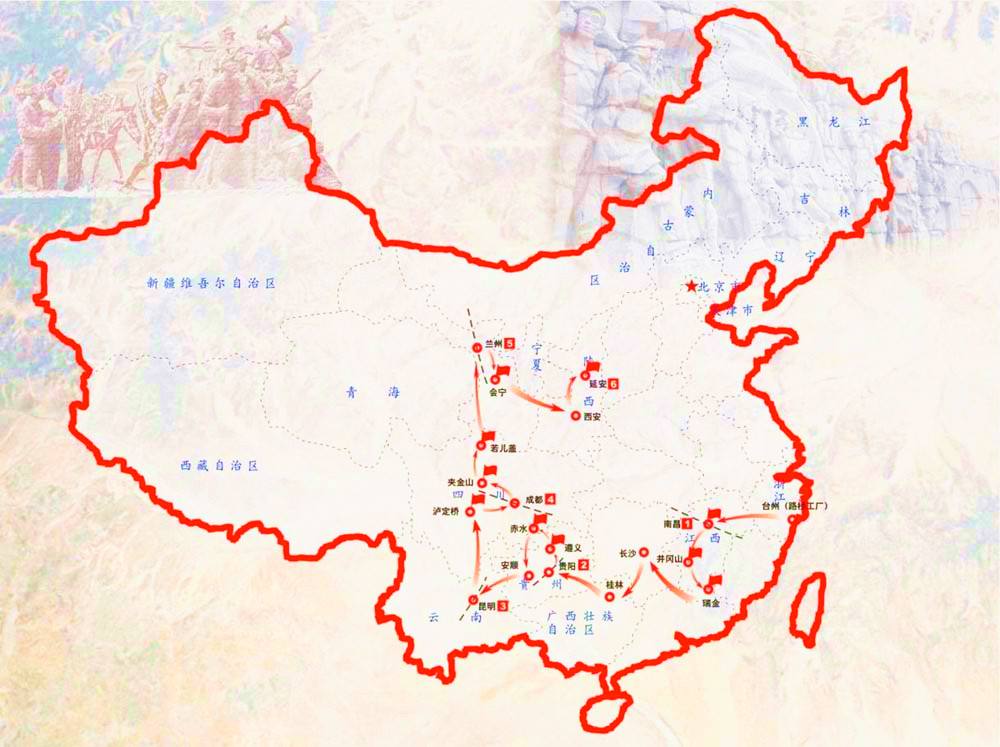 黑龙江
内蒙古自治区
吉林
辽宁
北京市
津市
新疆维吾尔自治区
兰州 5
宁夏
陕西
会宁
延安 6
西安
青海
若儿盖
西藏自治区
夹金山
四川
成都 4
泸定桥
浙江
台州（路桥工厂）
赤水
南昌 1
江西
遵义
长沙
井冈山
安顺
贵阳 2
贵州
桂林
瑞金
昆明 3
云南
广西壮族
自治区